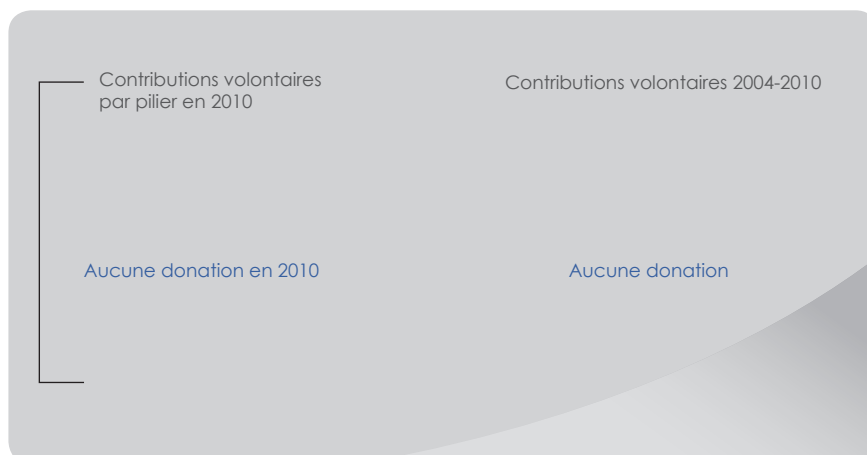 Contributions volontaires
par pilier en 2010
Contributions volontaires 2004-2010
Aucune donation en 2010
Aucune donation